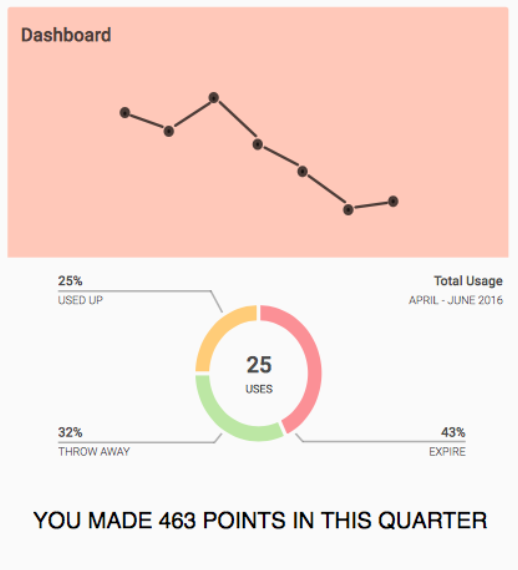 Dashboard
25%
USED UP
Total Usage
APRIL - JUNE 2016
25
USES
32%
THROW AWAY
43%
EXPIRE
YOU MADE 463 POINTS IN THIS QUARTER